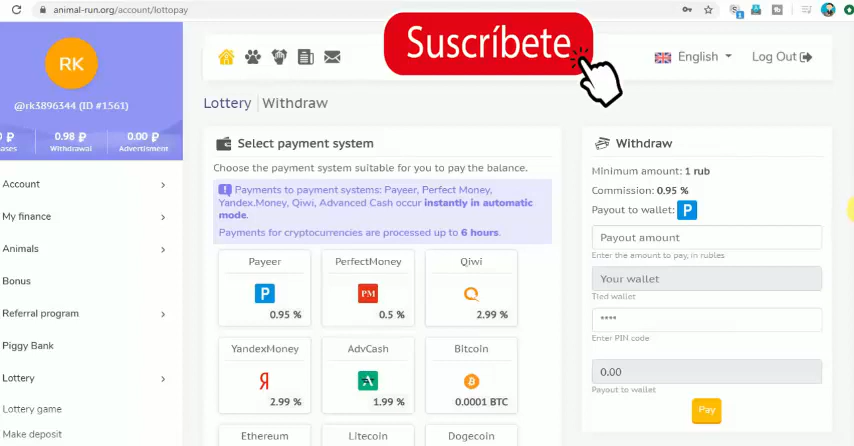 animal-run.org/account/lottopay
Suscríbete
RK
English
Log Out
@rk3896344 (ID #1561)
Lottery | Withdraw
0 ₽
0.98 ₽
0.00 ₽
ases
Withdrawal
Advertisment
Select payment system
Choose the payment system suitable for you to pay the balance.
Payments to payment systems: Payeer, Perfect Money,
Yandex.Money, Qiwi, Advanced Cash occur instantly in automatic
mode.
Payments for cryptocurrencies are processed up to 6 hours.
Account
My finance
Animals
Bonus
Referral program
Piggy Bank
Lottery
Lottery game
Make deposit
Payeer
PerfectMoney
Qiwi
P
PM
0.95 %
0.5 %
2.99 %
YandexMoney
AdvCash
Bitcoin
Я
2.99 %
1.99 %
0.0001 BTC
Ethereum
Litecoin
Dogecoin
Withdraw
Minimum amount: 1 rub
Commission: 0.95 %
Payout to wallet: P
Payout amount
Enter the amount to pay, in rubles
Your wallet
Tied wallet
****
Enter PIN code
0.00
Payout to wallet
Pay